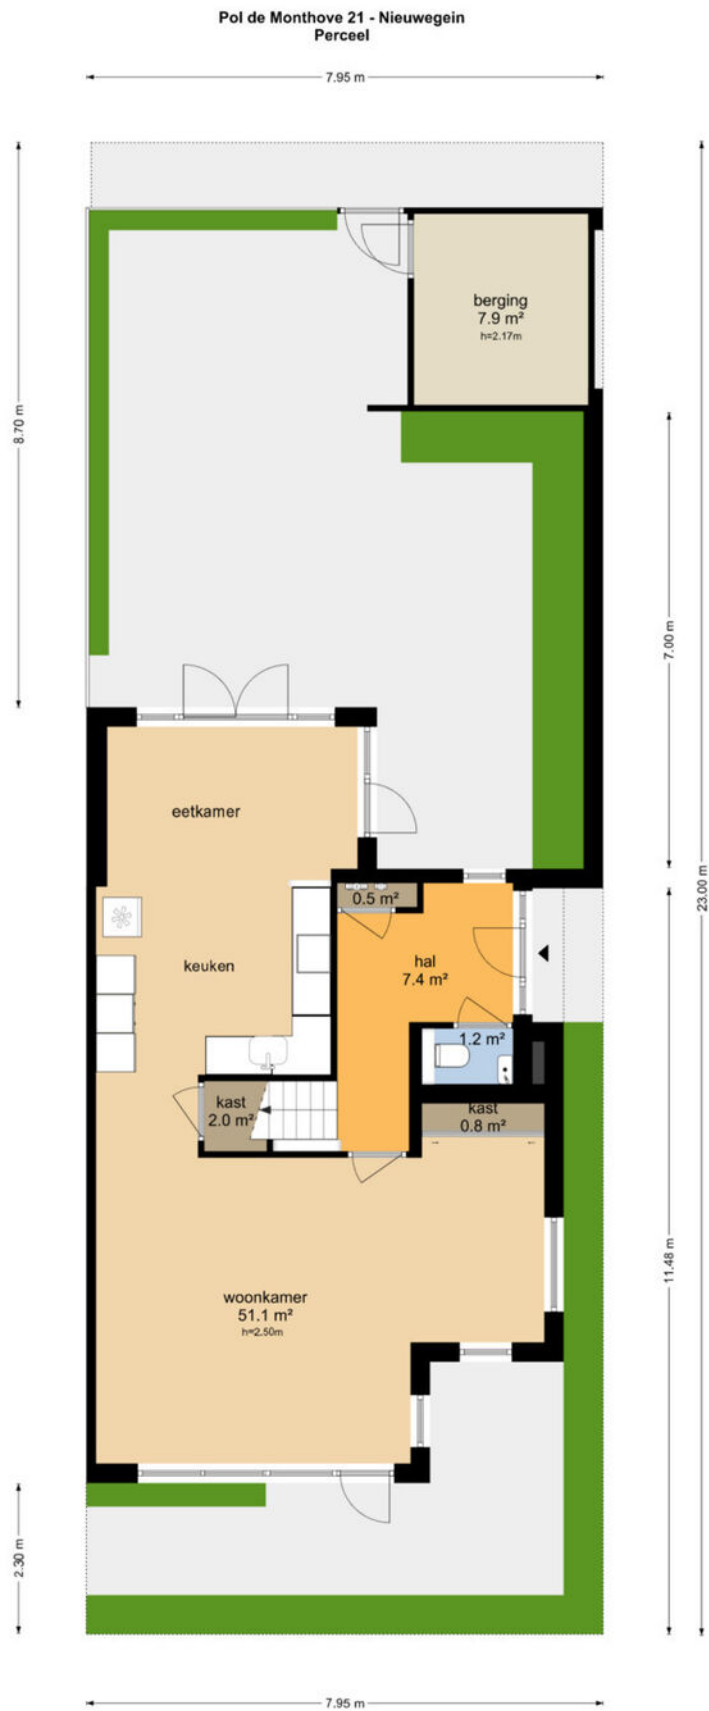 Pol de Monthove 21 - Nieuwegein
Perceel
7.95 m
berging
7.9 m²
h=2.17m
8.70 m
7.00 m
eetkamer
23.00 m
0.5 m²
keuken
hal
7.4 m²
1.2 m²
kast
2.0 m²
kast
0.8 m²
11.48 m
woonkamer
51.1 m²
h=2.50m
2.30 m
7.95 m